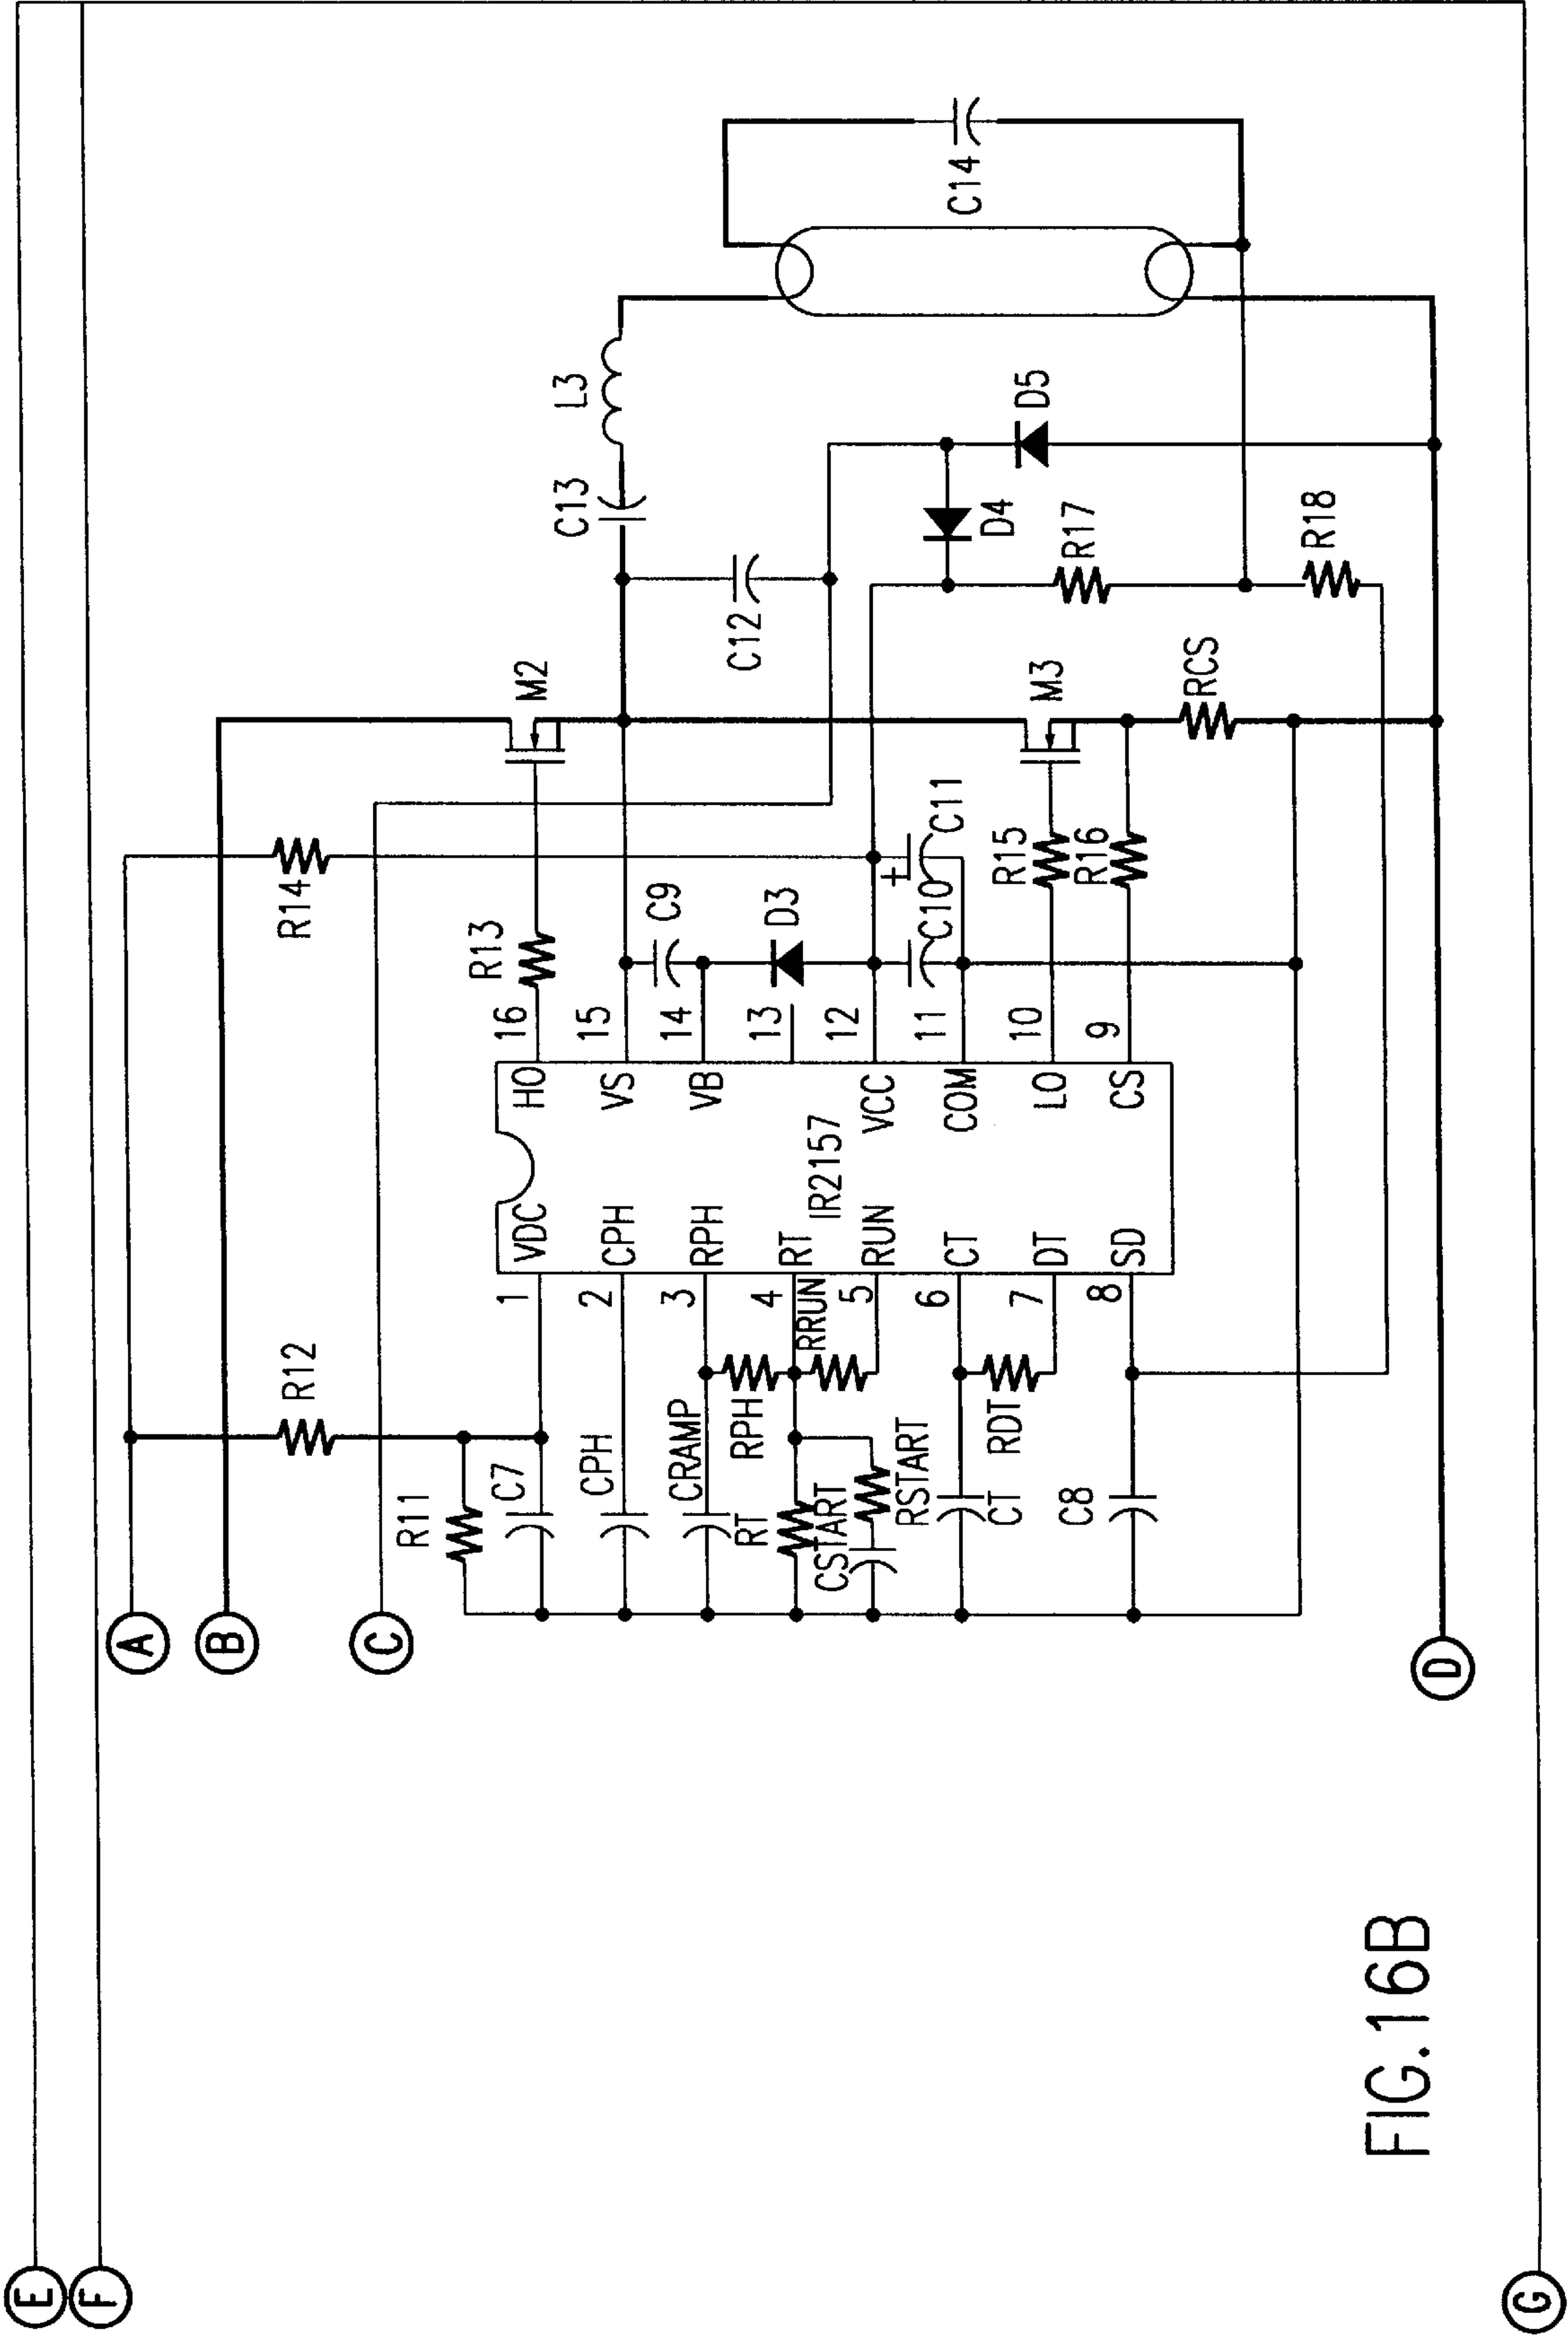 E
F
A
B
C
D
G
R12
R14
R11
C7
CPH
CRAMP
RPH
RT
RRUN
CSTART
RSTART
CT
RDT
C8
1
2
3
4
5
6
7
8
VDC
CPH
RPH
RT
RUN
CT
DT
SD
IR2157
HO
VS
VB
VCC
COM
LO
CS
16
15
14
13
12
11
10
9
R13
C9
D3
C10
+
C11
R15
R16
M2
M3
RCS
C12
C13
L3
D4
D5
R17
R18
C14
FIG.16B